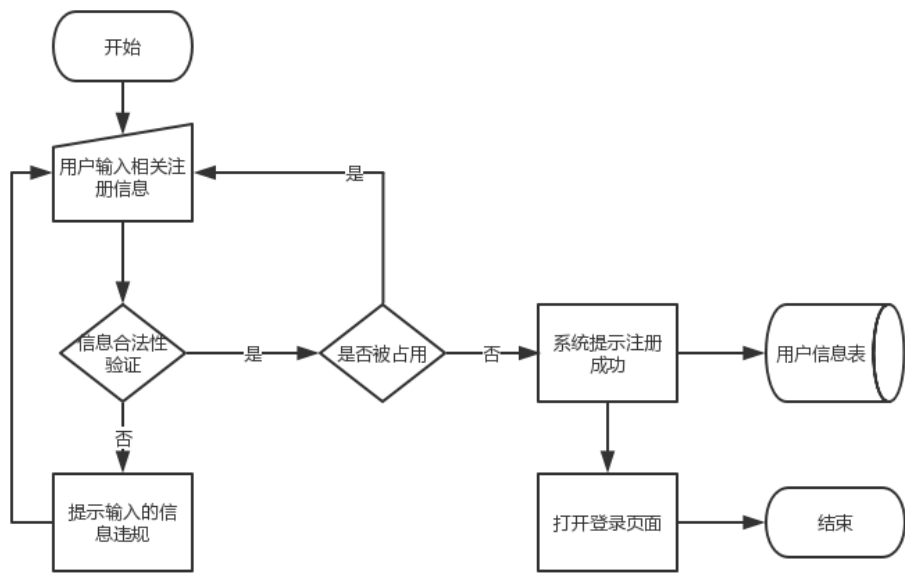 开始
用户输入相关注
册信息
是
信息合法性
验证
是
是否被占用
否
系统提示注册
成功
用户信息表
否
提示输入的信
息违规
打开登录页面
结束